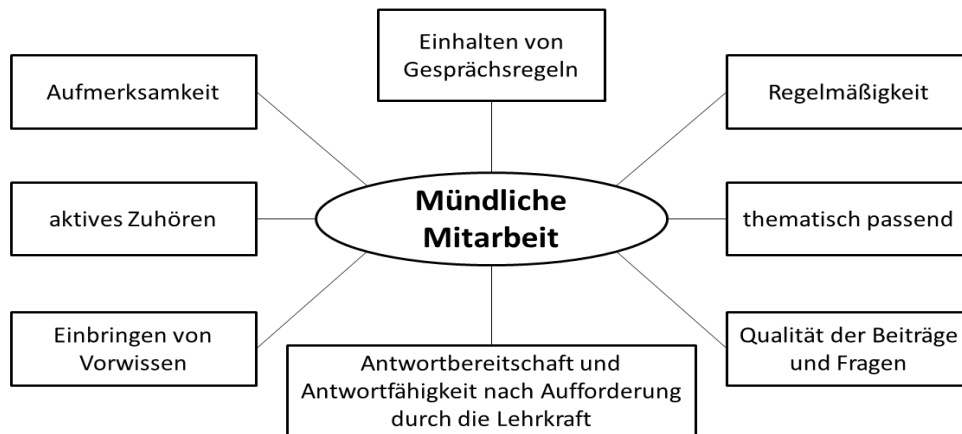 Einhalten von
Gesprächsregeln
Aufmerksamkeit
Regelmäßigkeit
Mündliche
Mitarbeit
aktives Zuhören
thematisch passend
Einbringen von
Vorwissen
Antwortbereitschaft und
Antwortfähigkeit nach Aufforderung
durch die Lehrkraft
Qualität der Beiträge
und Fragen